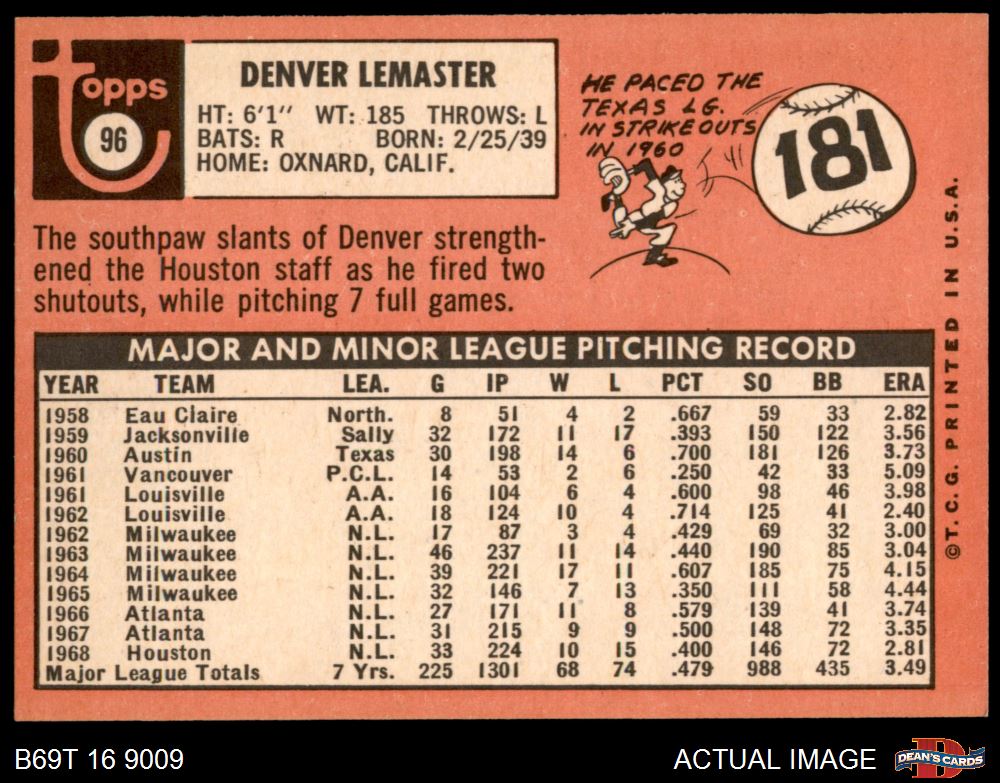 topps
96
DENVER LEMASTER
HT: 6'1" WT: 185 THROWS: L
BATS: R BORN: 2/25/39
HOME: OXNARD, CALIF.
HE PACED THE
TEXAS LG.
IN STRIKEOUTS
IN 1960
181
The southpaw slants of Denver strength-
ened the Houston staff as he fired two
shutouts, while pitching 7 full games.
MAJOR AND MINOR LEAGUE PITCHING RECORD
YEAR TEAM LEA. G IP W L PCT SO BB ERA
1958 Eau Claire North. 8 51 4 2 .667 59 33 2.82
1959 Jacksonville Sally 32 172 11 17 .393 150 122 3.56
1960 Austin Texas 30 198 14 6 .700 181 126 3.73
1961 Vancouver P.C.L. 14 53 2 6 .250 42 33 5.09
1961 Louisville A.A. 16 104 6 4 .600 98 46 3.98
1962 Louisville A.A. 18 124 10 4 .714 125 41 2.40
1962 Milwaukee N.L. 17 87 3 4 .429 69 32 3.00
1963 Milwaukee N.L. 46 237 11 14 .440 190 85 3.04
1964 Milwaukee N.L. 39 221 17 11 .607 185 75 4.15
1965 Milwaukee N.L. 32 146 7 13 .350 111 58 4.44
1966 Atlanta N.L. 27 171 11 8 .579 139 41 3.74
1967 Atlanta N.L. 31 215 9 9 .500 148 72 3.35
1968 Houston N.L. 33 224 10 15 .400 146 72 2.81
Major League Totals 7 Yrs. 225 1301 68 74 .479 988 435 3.49
©T.C.G. PRINTED IN U.S.A.
B69T 16 9009
ACTUAL IMAGE
DEAN'S CARDS